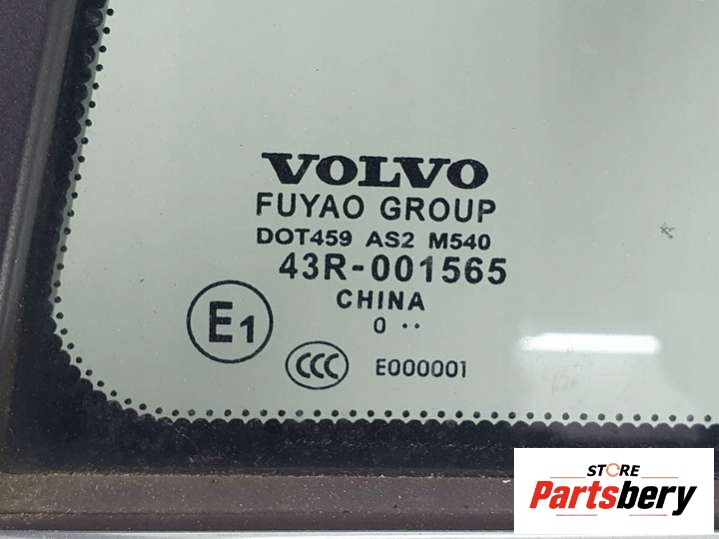 VOLVO
FUYAO GROUP
DOT459 AS2 M540
43R-001565
CHINA
0 ··
E1
CCC E000001
STORE
Partsbery